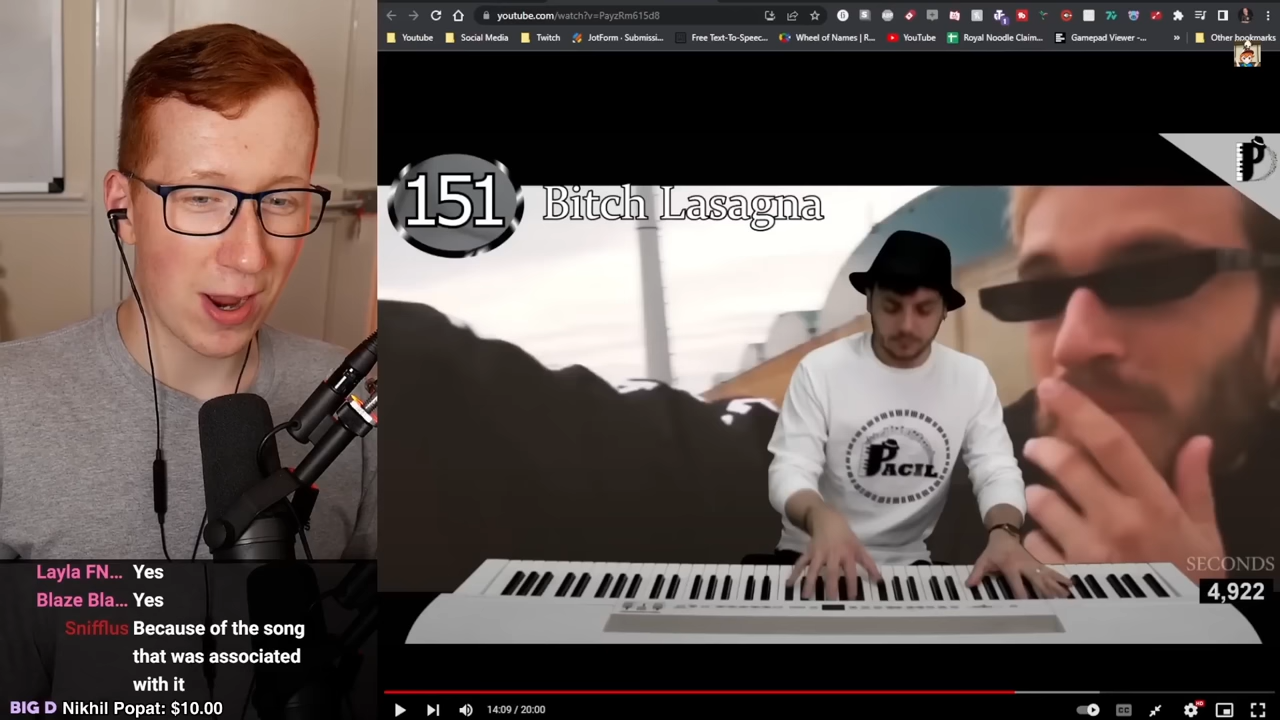 youtube.com/watch?v=PayzRm615d8
Youtube
Social Media
Twitch
JotForm · Submissi...
Free Text-To-Speec...
Wheel of Names | R...
YouTube
Royal Noodle Claim...
Gamepad Viewer -...
»
Other bookmarks
151
Bitch Lasagna
P
PACIL
SECONDS
4,922
Layla FN... Yes
Blaze Bla... Yes
Snifflus Because of the song
that was associated
with it
BIG D Nikhil Popat: $10.00
14:09 / 20:00
CC
HD